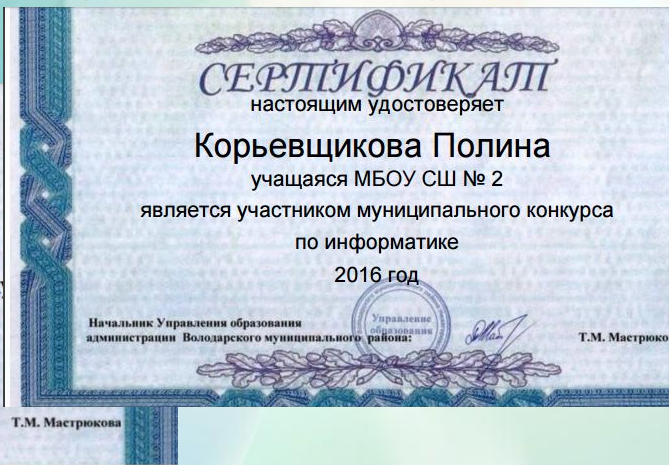 СЕРТИФИКАТ
настоящим удостоверяет
Корьевщикова Полина
учащаяся МБОУ СШ № 2
является участником муниципального конкурса
по информатике
2016 год
Управление
образования
Начальник Управления образования
администрации Володарского муниципального района:
Т.М. Мастрюко
Т.М. Мастрюкова